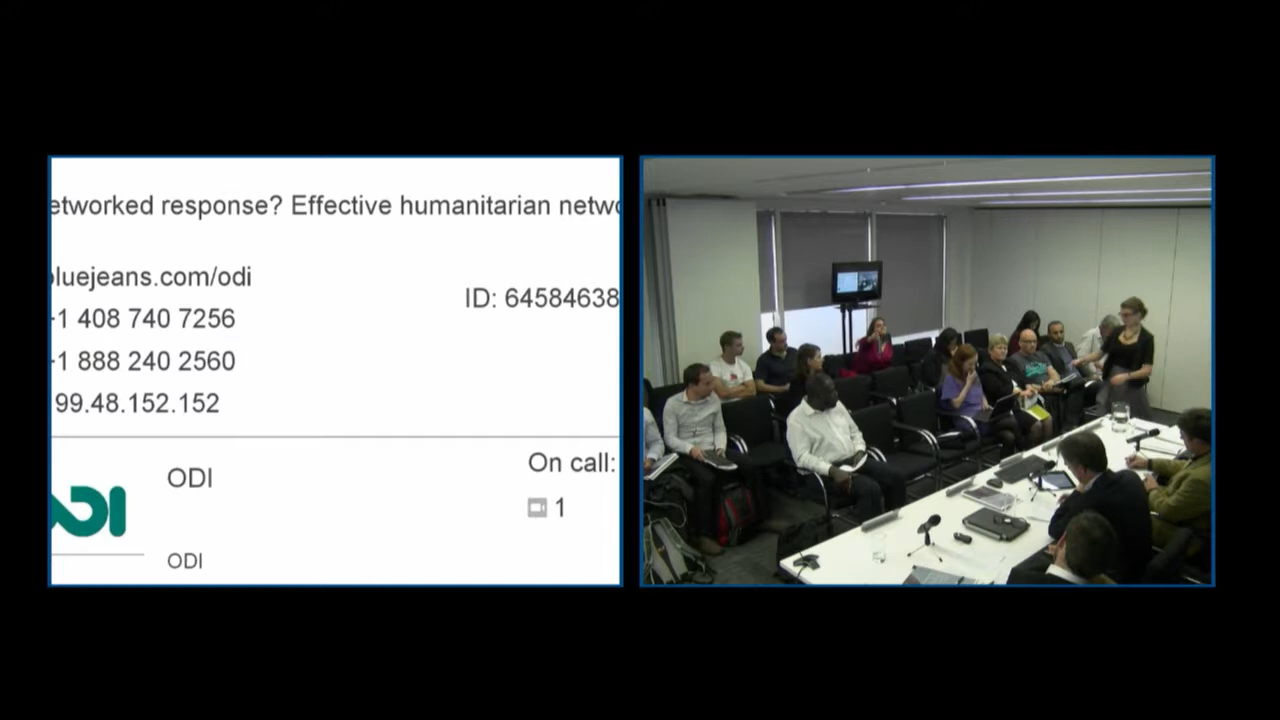 etworked response? Effective humanitarian netwo
bluejeans.com/odi
ID: 64584638
+1 408 740 7256
+1 888 240 2560
99.48.152.152
ODI
On call:
1
ODI
ODI